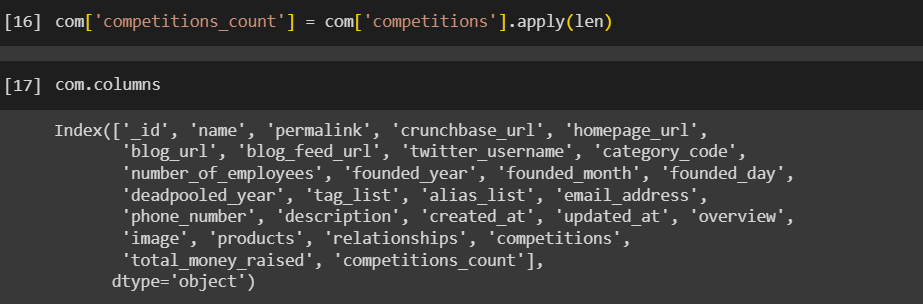 [16] com['competitions_count'] = com['competitions'].apply(len)
[17] com.columns
Index(['_id', 'name', 'permalink', 'crunchbase_url', 'homepage_url',
'blog_url', 'blog_feed_url', 'twitter_username', 'category_code',
'number_of_employees', 'founded_year', 'founded_month', 'founded_day',
'deadpooled_year', 'tag_list', 'alias_list', 'email_address',
'phone_number', 'description', 'created_at', 'updated_at', 'overview',
'image', 'products', 'relationships', 'competitions',
'total_money_raised', 'competitions_count'],
dtype='object')